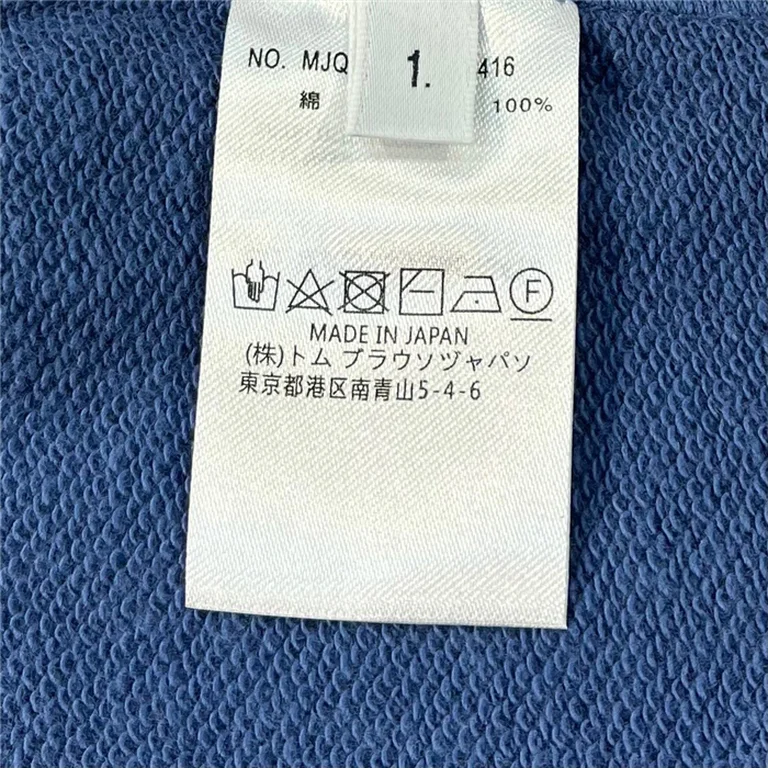 NO. MJQ 416
1.
綿 100%
F
MADE IN JAPAN
(株)トム ブラウソヅャパソ
東京都港区南青山5-4-6